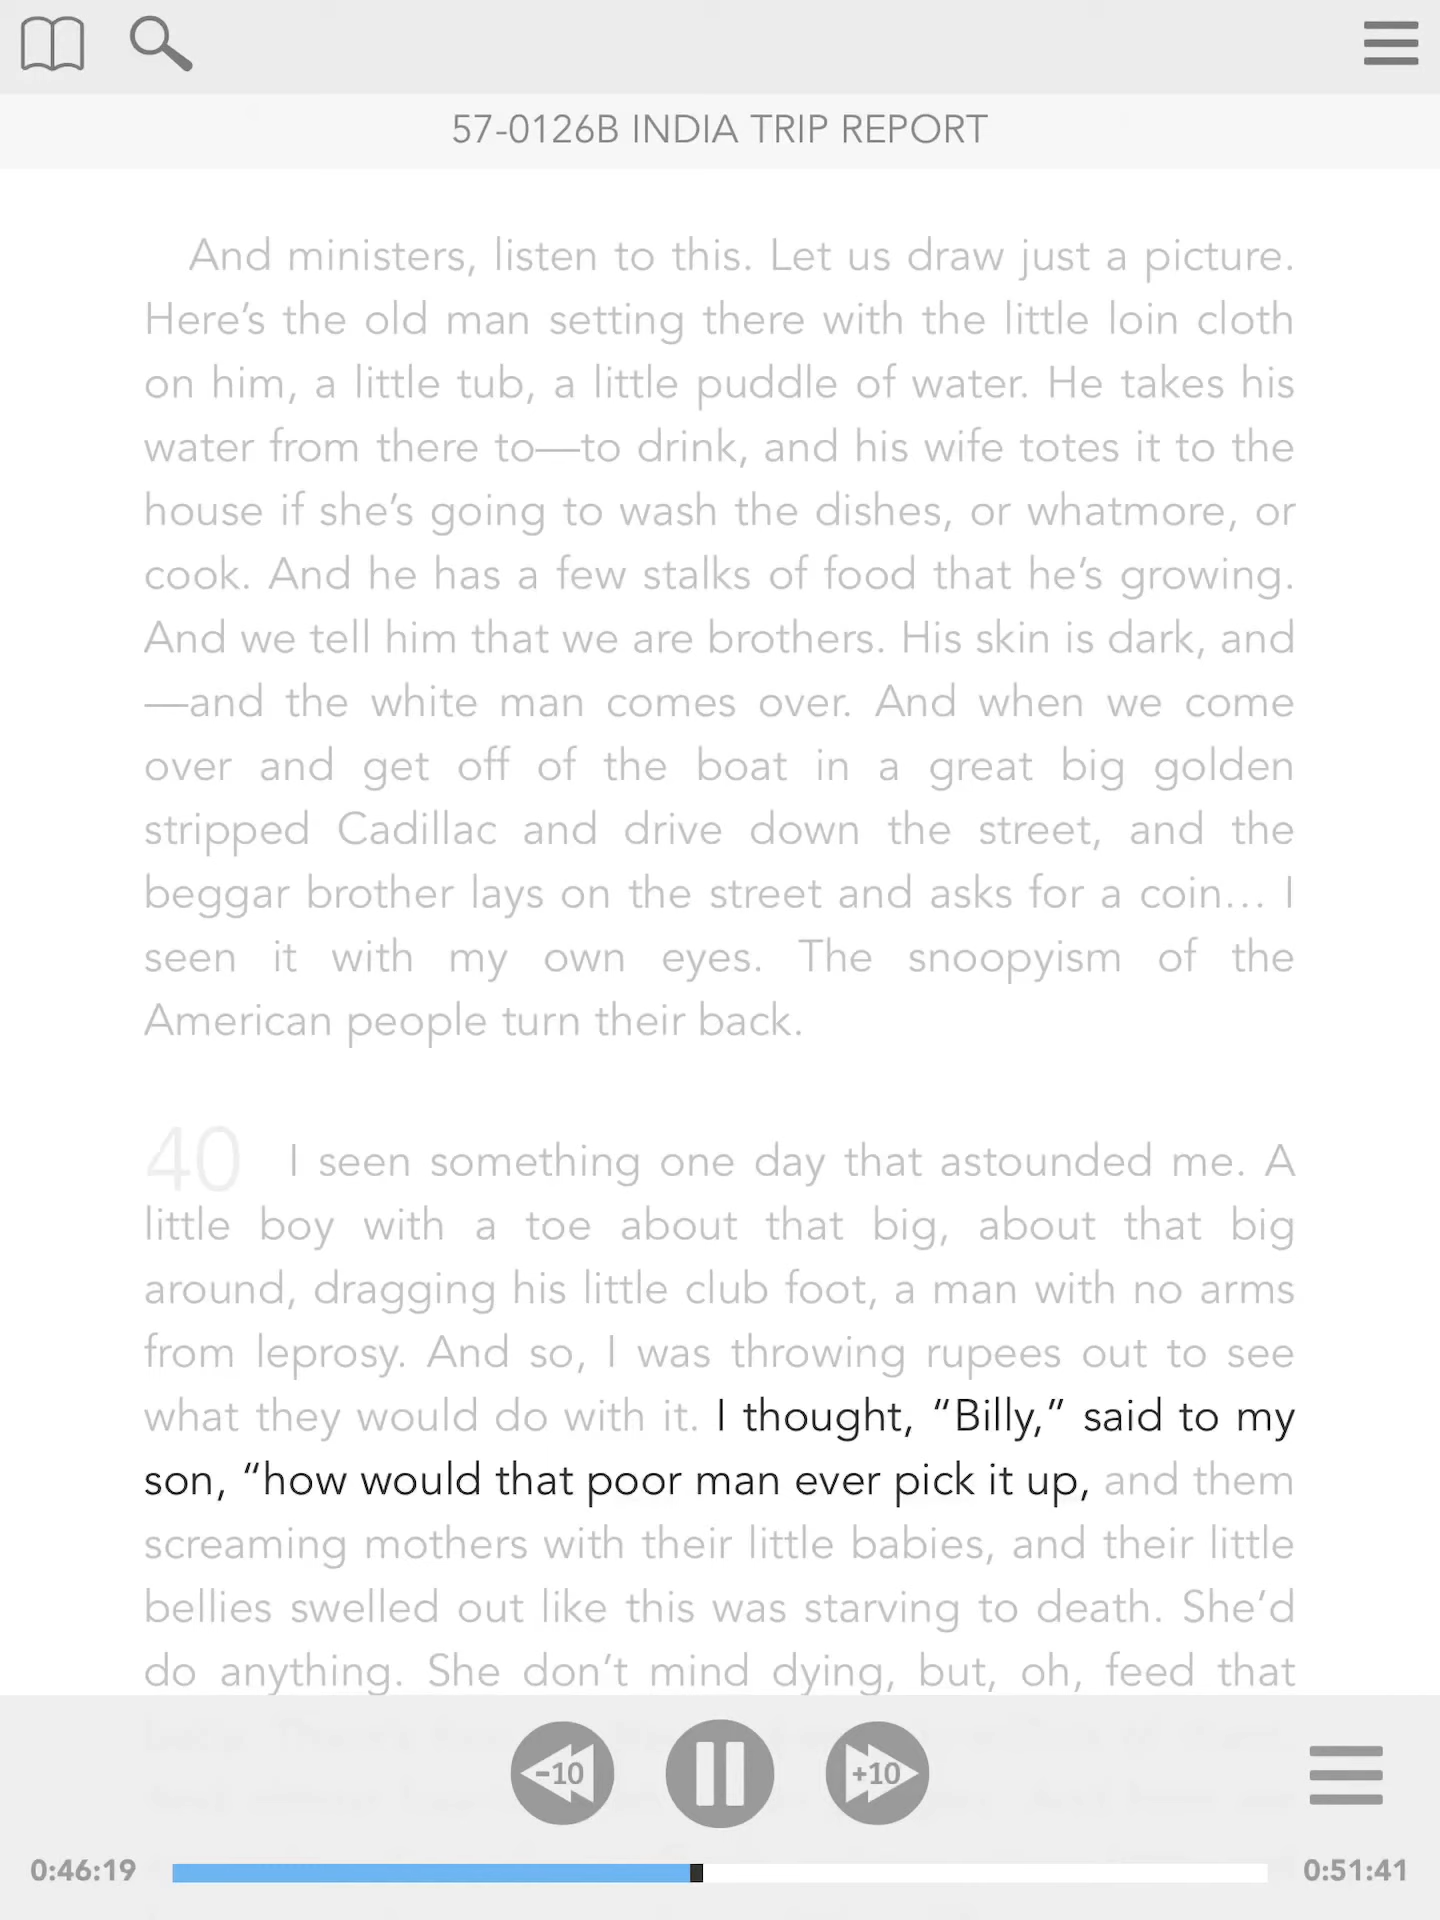 57-0126B INDIA TRIP REPORT
And ministers, listen to this. Let us draw just a picture.
Here’s the old man setting there with the little loin cloth
on him, a little tub, a little puddle of water. He takes his
water from there to—to drink, and his wife totes it to the
house if she’s going to wash the dishes, or whatmore, or
cook. And he has a few stalks of food that he’s growing.
And we tell him that we are brothers. His skin is dark, and
—and the white man comes over. And when we come
over and get off of the boat in a great big golden
stripped Cadillac and drive down the street, and the
beggar brother lays on the street and asks for a coin… I
seen it with my own eyes. The snoopyism of the
American people turn their back.
40 I seen something one day that astounded me. A
little boy with a toe about that big, about that big
around, dragging his little club foot, a man with no arms
from leprosy. And so, I was throwing rupees out to see
what they would do with it. I thought, “Billy,” said to my
son, “how would that poor man ever pick it up, and them
screaming mothers with their little babies, and their little
bellies swelled out like this was starving to death. She’d
do anything. She don’t mind dying, but, oh, feed that
-10 +10
0:46:19 0:51:41